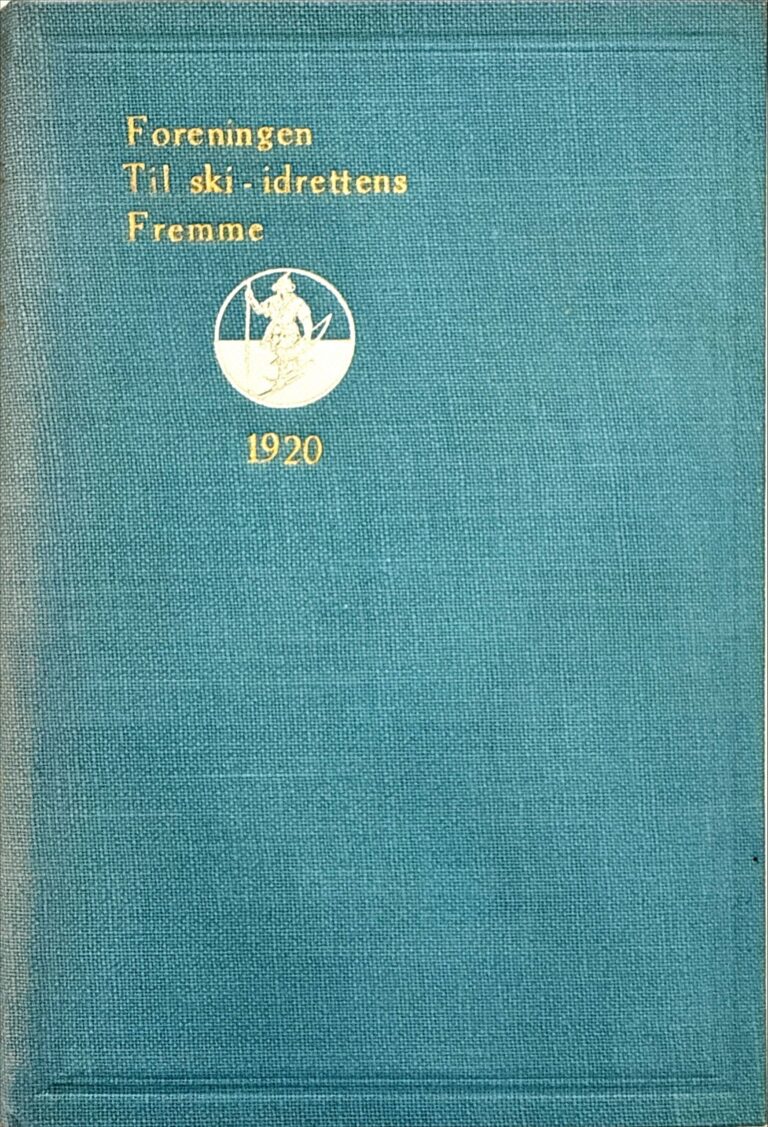 Foreningen
Til ski-idrettens
Fremme
1920